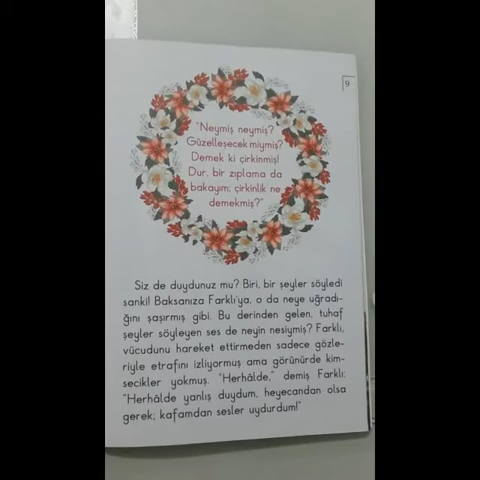 9
"Neymiş neymiş?
Güzelleşecek miymiş?
Demek ki çirkinmiş!
Dur, bir zıplama da
bakayım; çirkinlik ne
demekmiş?"
Siz de duydunuz mu? Biri, bir şeyler söyledi
sanki! Baksanıza Farklı'ya, o da neye uğradı-
ğını şaşırmış gibi. Bu derinden gelen, tuhaf
şeyler söyleyen ses de neyin nesiymiş? Farklı,
vücudunu hareket ettirmeden sadece gözle-
riyle etrafını izliyormuş ama görünürde kim-
secikler yokmuş. "Herhâlde," demiş Farklı;
"Herhâlde yanlış duydum, heyecandan olsa
gerek; kafamdan sesler uydurdum!"